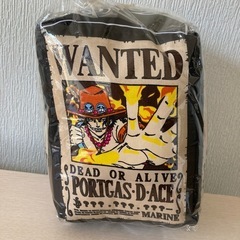 WANTED
DEAD OR ALIVE
PORTGAS·D·ACE
MARINE